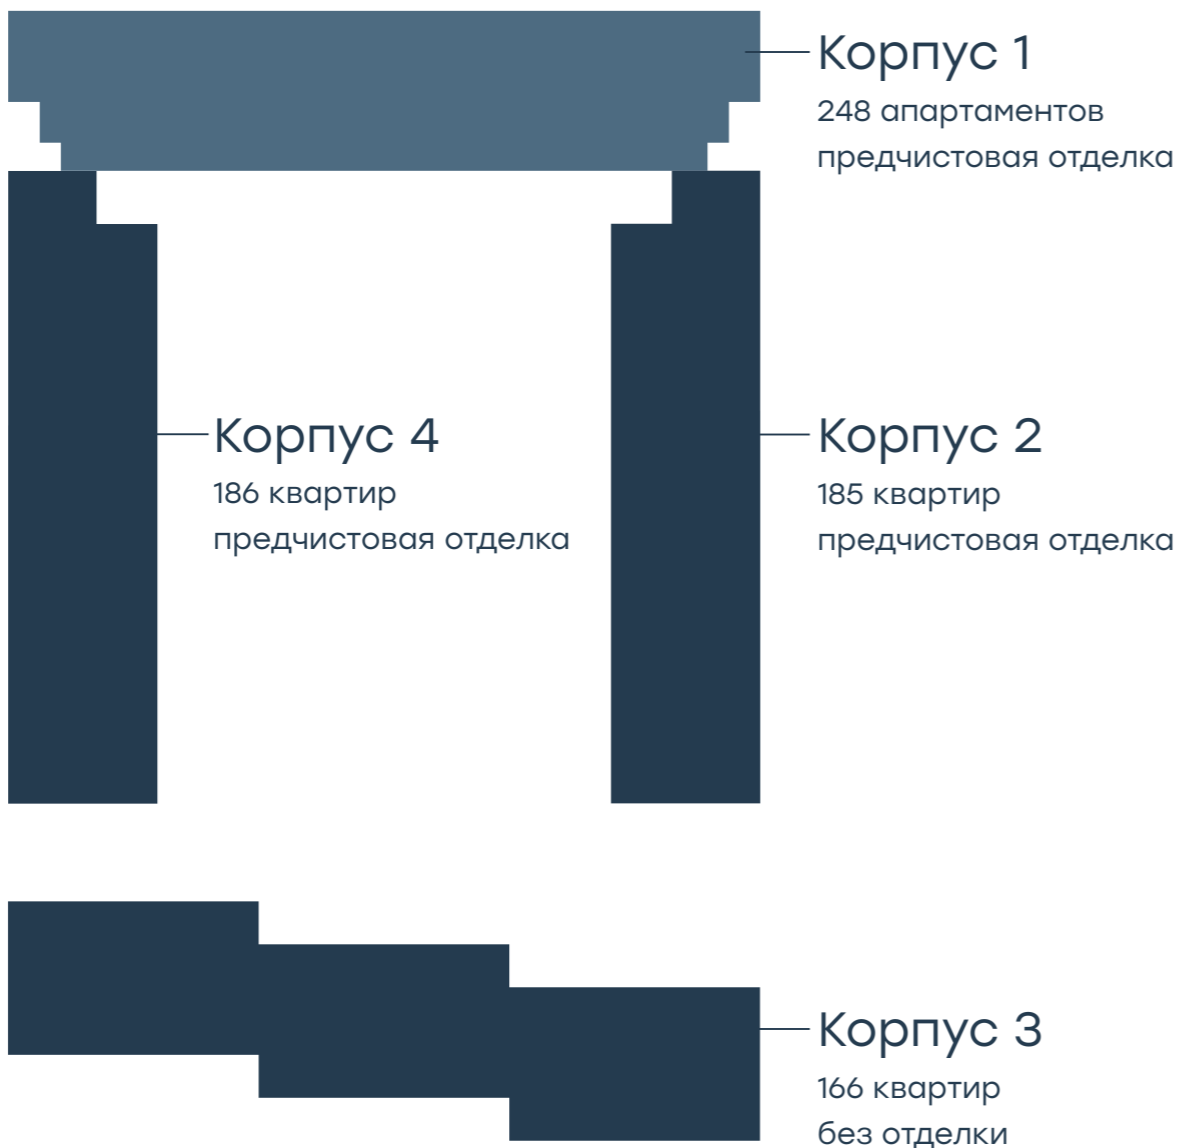 Корпус 1
248 апартаментов
предчистовая отделка
Корпус 4
186 квартир
предчистовая отделка
Корпус 2
185 квартир
предчистовая отделка
Корпус 3
166 квартир
без отделки